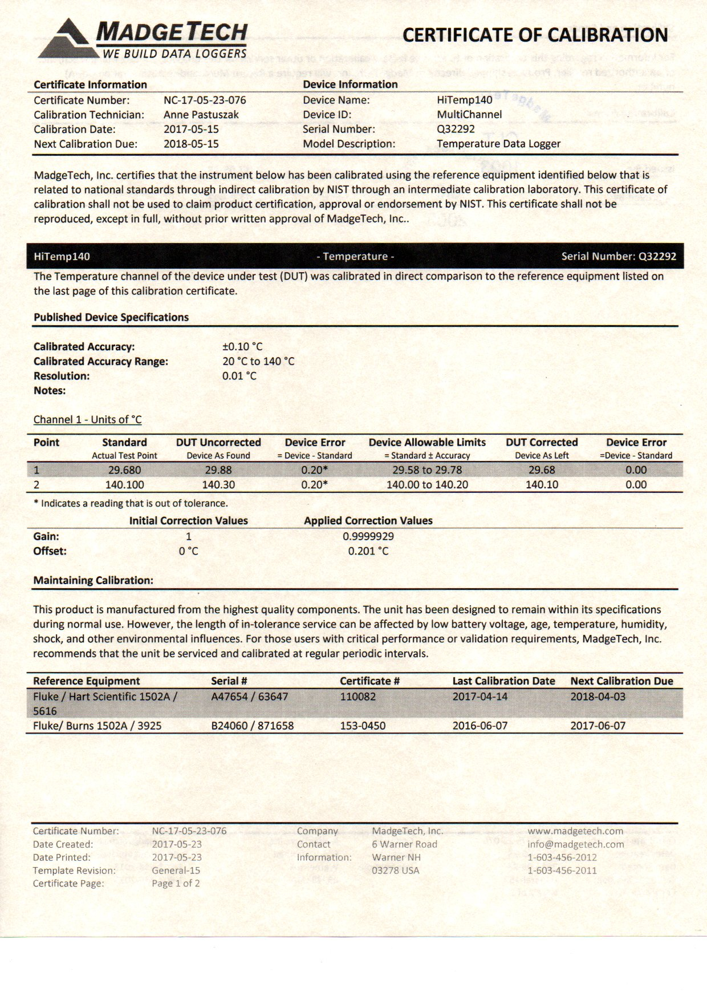 MADGETECH
WE BUILD DATA LOGGERS
CERTIFICATE OF CALIBRATION
Certificate Information Device Information
Certificate Number: NC-17-05-23-076 Device Name: HiTemp140
Calibration Technician: Anne Pastuszak Device ID: MultiChannel
Calibration Date: 2017-05-15 Serial Number: Q32292
Next Calibration Due: 2018-05-15 Model Description: Temperature Data Logger
MadgeTech, Inc. certifies that the instrument below has been calibrated using the reference equipment identified below that is
related to national standards through indirect calibration by NIST through an intermediate calibration laboratory. This certificate of
calibration shall not be used to claim product certification, approval or endorsement by NIST. This certificate shall not be
reproduced, except in full, without prior written approval of MadgeTech, Inc..
HiTemp140 - Temperature - Serial Number: Q32292
The Temperature channel of the device under test (DUT) was calibrated in direct comparison to the reference equipment listed on
the last page of this calibration certificate.
Published Device Specifications
Calibrated Accuracy: ±0.10 °C
Calibrated Accuracy Range: 20 °C to 140 °C
Resolution: 0.01 °C
Notes:
Channel 1 - Units of °C
Point Standard DUT Uncorrected Device Error Device Allowable Limits DUT Corrected Device Error
Actual Test Point Device As Found = Device - Standard = Standard ± Accuracy Device As Left =Device - Standard
1 29.680 29.88 0.20* 29.58 to 29.78 29.68 0.00
2 140.100 140.30 0.20* 140.00 to 140.20 140.10 0.00
* Indicates a reading that is out of tolerance.
Initial Correction Values Applied Correction Values
Gain: 1 0.9999929
Offset: 0 °C 0.201 °C
Maintaining Calibration:
This product is manufactured from the highest quality components. The unit has been designed to remain within its specifications
during normal use. However, the length of in-tolerance service can be affected by low battery voltage, age, temperature, humidity,
shock, and other environmental influences. For those users with critical performance or validation requirements, MadgeTech, Inc.
recommends that the unit be serviced and calibrated at regular periodic intervals.
Reference Equipment Serial # Certificate # Last Calibration Date Next Calibration Due
Fluke / Hart Scientific 1502A / A47654 / 63647 110082 2017-04-14 2018-04-03
5616
Fluke/ Burns 1502A / 3925 B24060 / 871658 153-0450 2016-06-07 2017-06-07
Certificate Number: NC-17-05-23-076 Company MadgeTech, Inc. www.madgetech.com
Date Created: 2017-05-23 Contact 6 Warner Road info@madgetech.com
Date Printed: 2017-05-23 Information: Warner NH 1-603-456-2012
Template Revision: General-15 03278 USA 1-603-456-2011
Certificate Page: Page 1 of 2